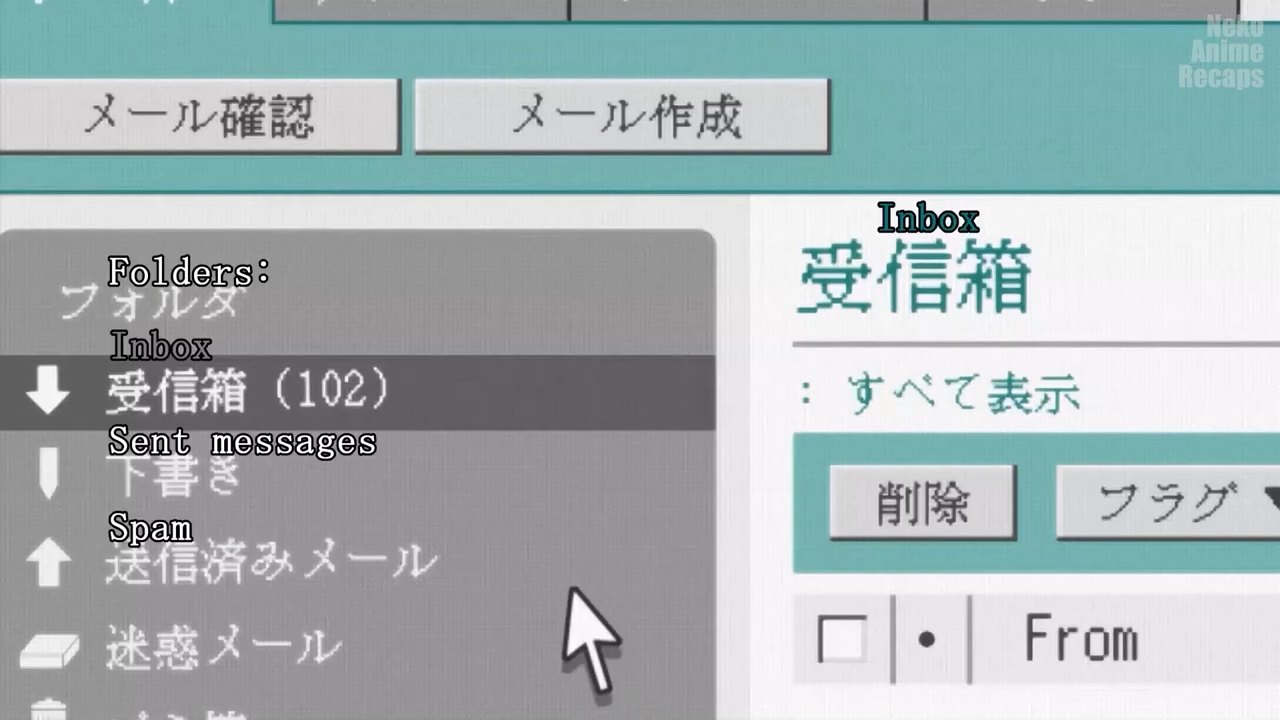 Neko
Anime
Recaps
メール確認
メール作成
Inbox
受信箱
Folders:
フォルダ
Inbox
受信箱（102）
: すべて表示
Sent messages
下書き
削除
フラグ
Spam
送信済みメール
From
迷惑メール